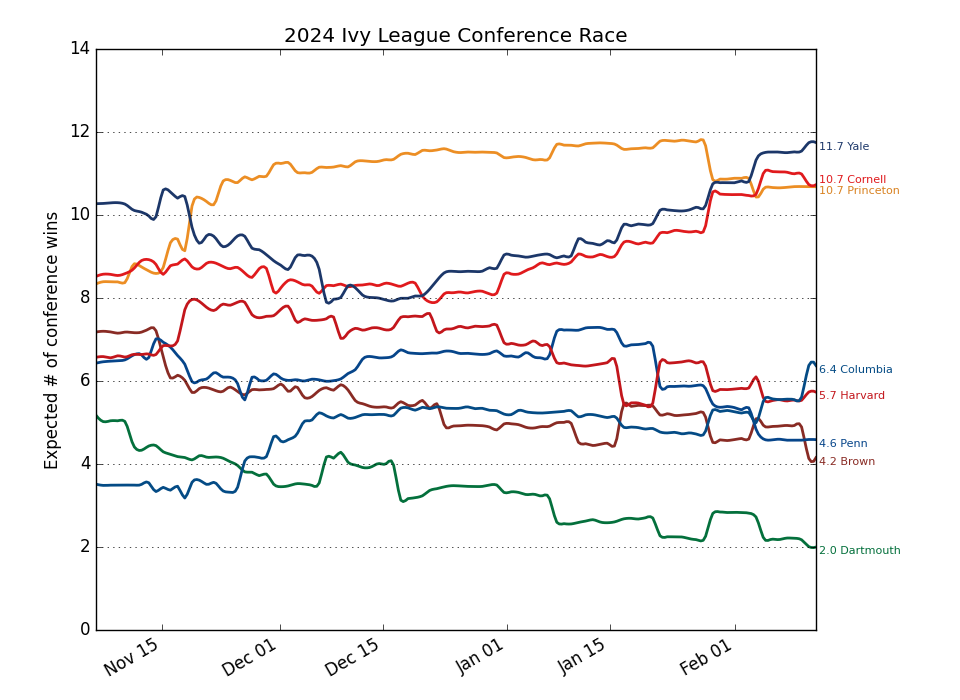 2024 Ivy League Conference Race
Expected # of conference wins
14
12
10
8
6
4
2
0
Nov 15
Dec 01
Dec 15
Jan 01
Jan 15
Feb 01
11.7 Yale
10.7 Cornell
10.7 Princeton
6.4 Columbia
5.7 Harvard
4.6 Penn
4.2 Brown
2.0 Dartmouth